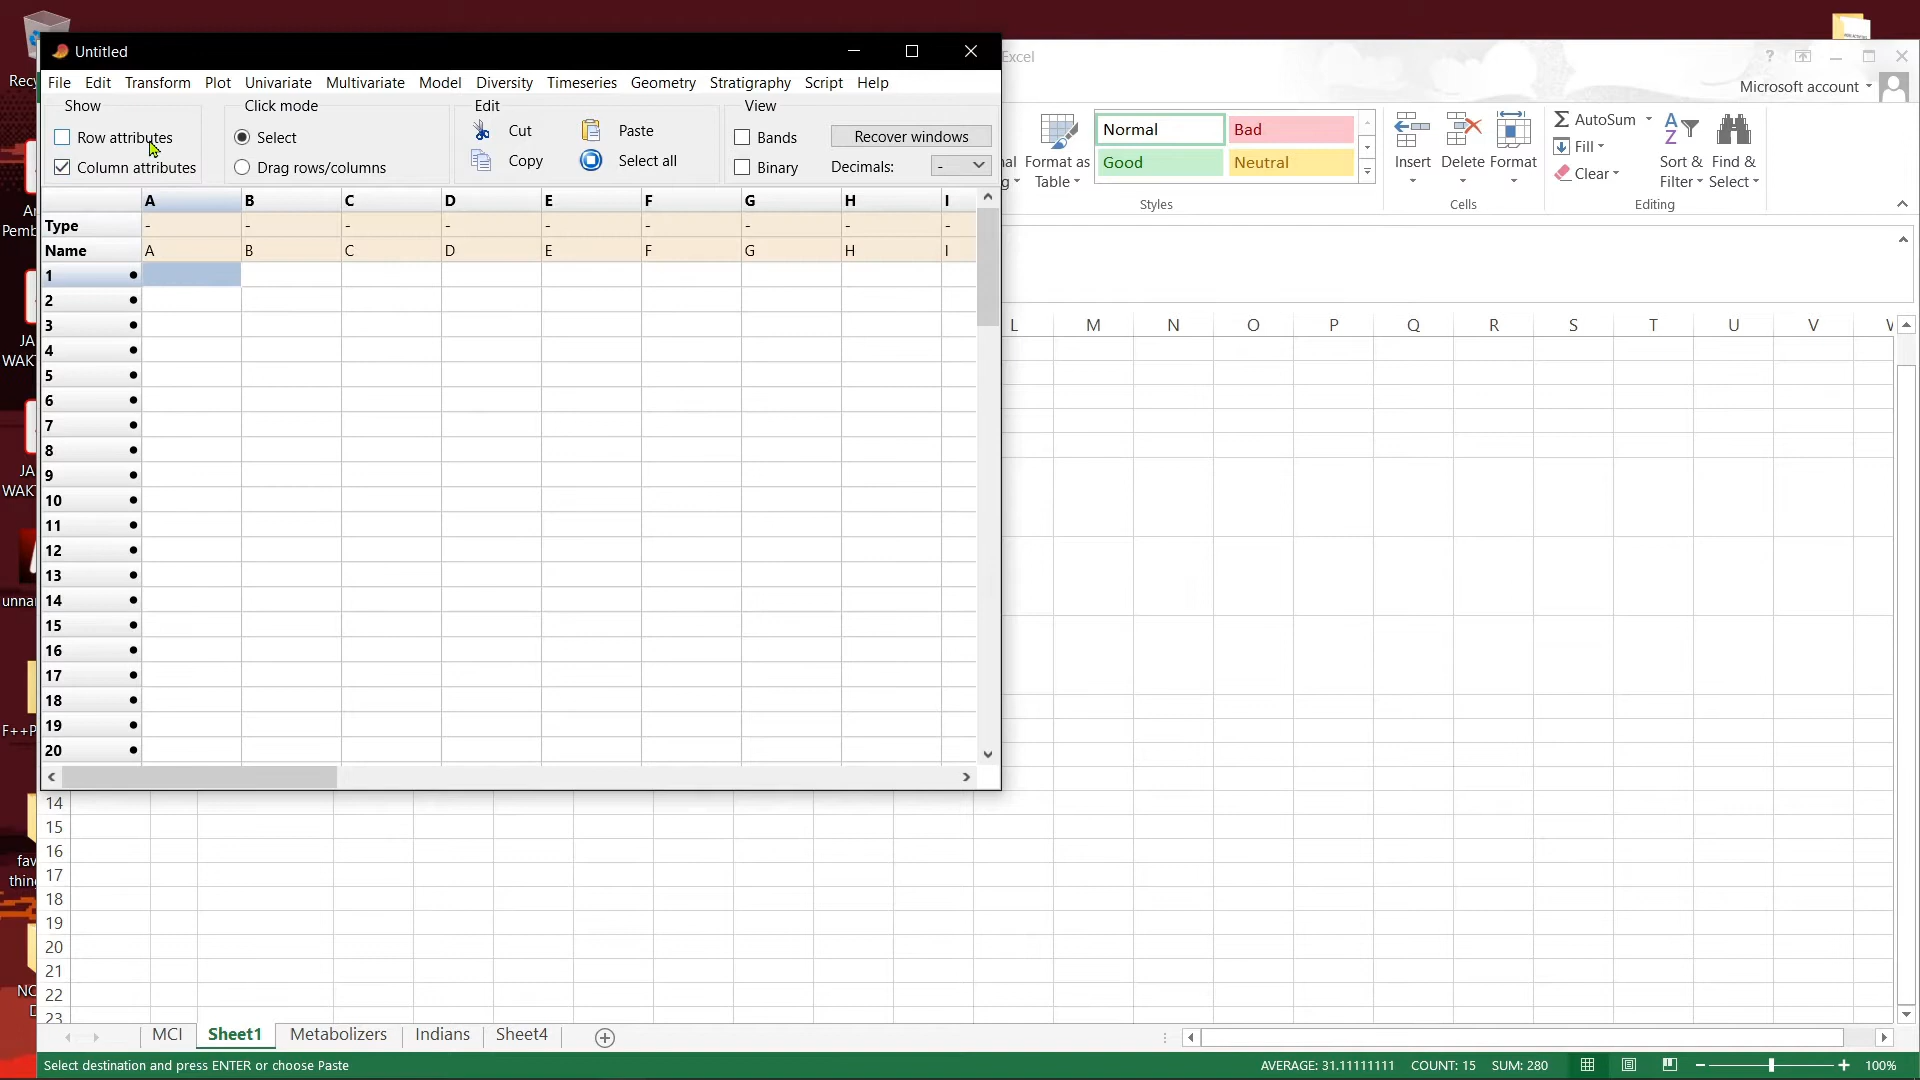 Untitled
Excel
Microsoft account
File Edit Transform Plot Univariate Multivariate Model Diversity Timeseries Geometry Stratigraphy Script Help
Show Click mode Edit View
Row attributes Select Cut Paste Bands Recover windows
Column attributes Drag rows/columns Copy Select all Binary Decimals: -
Normal Bad
Good Neutral
Format as Table
Insert Delete Format
AutoSum
Fill
Clear
Sort & Filter Find & Select
Styles Cells Editing
A B C D E F G H I
Type - - - - - - - - -
Name A B C D E F G H I
1
2
3
4
5
6
7
8
9
10
11
12
13
14
15
16
17
18
19
20
L M N O P Q R S T U V
14
15
16
17
18
19
20
21
22
23
Recy
Pemb
JA
WAKT
JA
WAKT
unnar
F++P
fav
thing
NC
D
MCI Sheet1 Metabolizers Indians Sheet4
Select destination and press ENTER or choose Paste
AVERAGE: 31.11111111 COUNT: 15 SUM: 280 100%